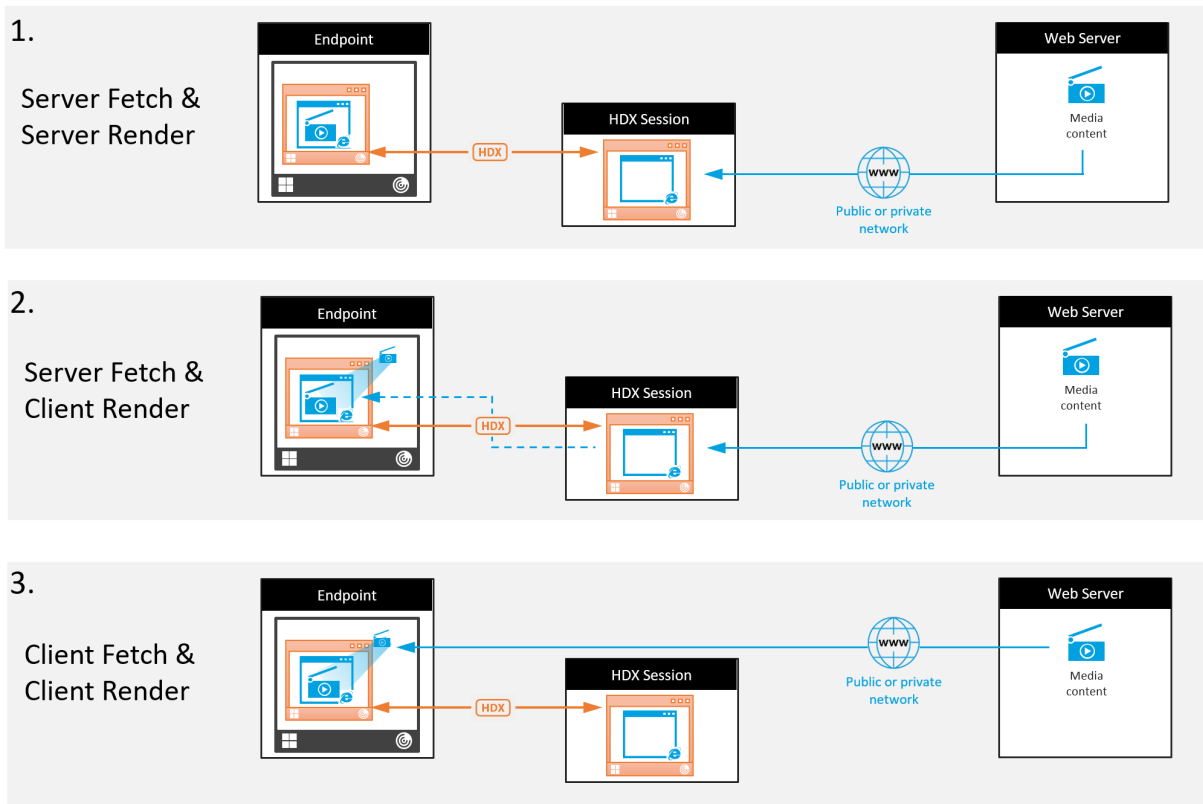 1.
Server Fetch &
Server Render
Endpoint
HDX
HDX Session
www
Public or private
network
Web Server
Media
content
2.
Server Fetch &
Client Render
Endpoint
HDX
HDX Session
www
Public or private
network
Web Server
Media
content
3.
Client Fetch &
Client Render
Endpoint
HDX
HDX Session
www
Public or private
network
Web Server
Media
content